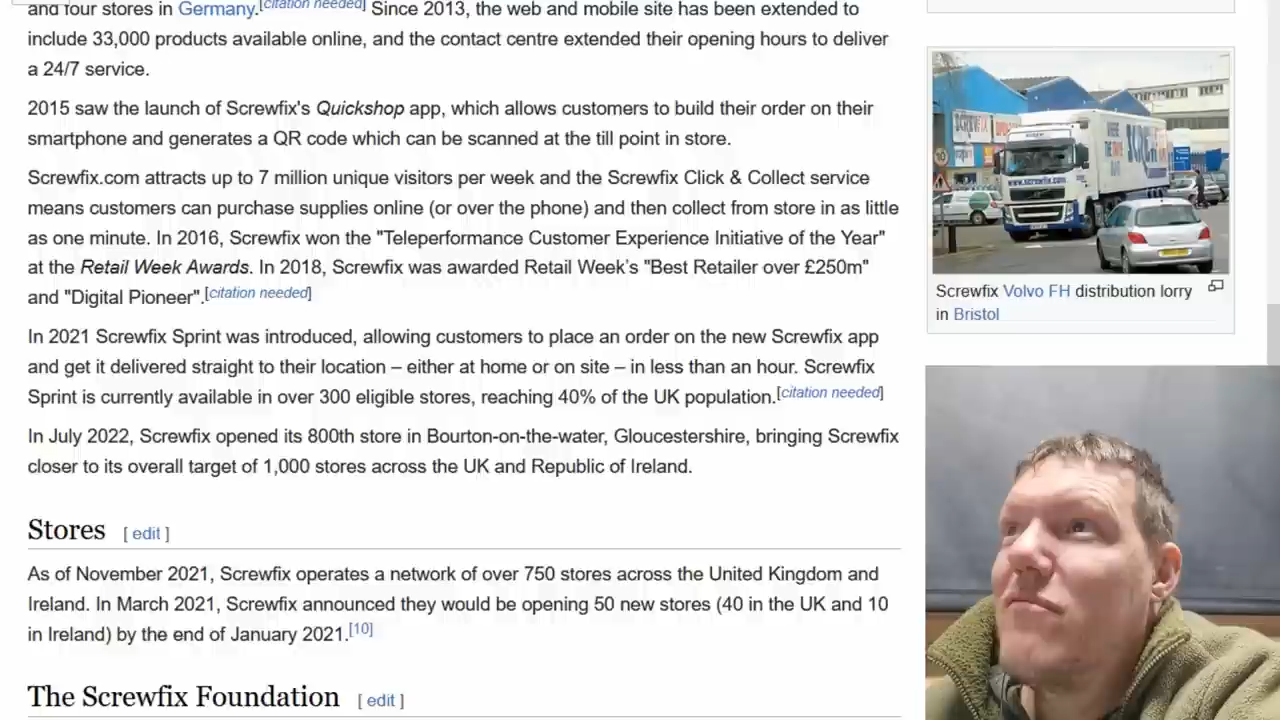 and four stores in Germany.[citation needed] Since 2013, the web and mobile site has been extended to
include 33,000 products available online, and the contact centre extended their opening hours to deliver
a 24/7 service.
2015 saw the launch of Screwfix's Quickshop app, which allows customers to build their order on their
smartphone and generates a QR code which can be scanned at the till point in store.
Screwfix.com attracts up to 7 million unique visitors per week and the Screwfix Click & Collect service
means customers can purchase supplies online (or over the phone) and then collect from store in as little
as one minute. In 2016, Screwfix won the "Teleperformance Customer Experience Initiative of the Year"
at the Retail Week Awards. In 2018, Screwfix was awarded Retail Week's "Best Retailer over £250m"
and "Digital Pioneer".[citation needed]
In 2021 Screwfix Sprint was introduced, allowing customers to place an order on the new Screwfix app
and get it delivered straight to their location – either at home or on site – in less than an hour. Screwfix
Sprint is currently available in over 300 eligible stores, reaching 40% of the UK population.[citation needed]
In July 2022, Screwfix opened its 800th store in Bourton-on-the-water, Gloucestershire, bringing Screwfix
closer to its overall target of 1,000 stores across the UK and Republic of Ireland.
Stores [ edit ]
As of November 2021, Screwfix operates a network of over 750 stores across the United Kingdom and
Ireland. In March 2021, Screwfix announced they would be opening 50 new stores (40 in the UK and 10
in Ireland) by the end of January 2021.[10]
The Screwfix Foundation [ edit ]
www.screwfix.com
Screwfix Volvo FH distribution lorry
in Bristol